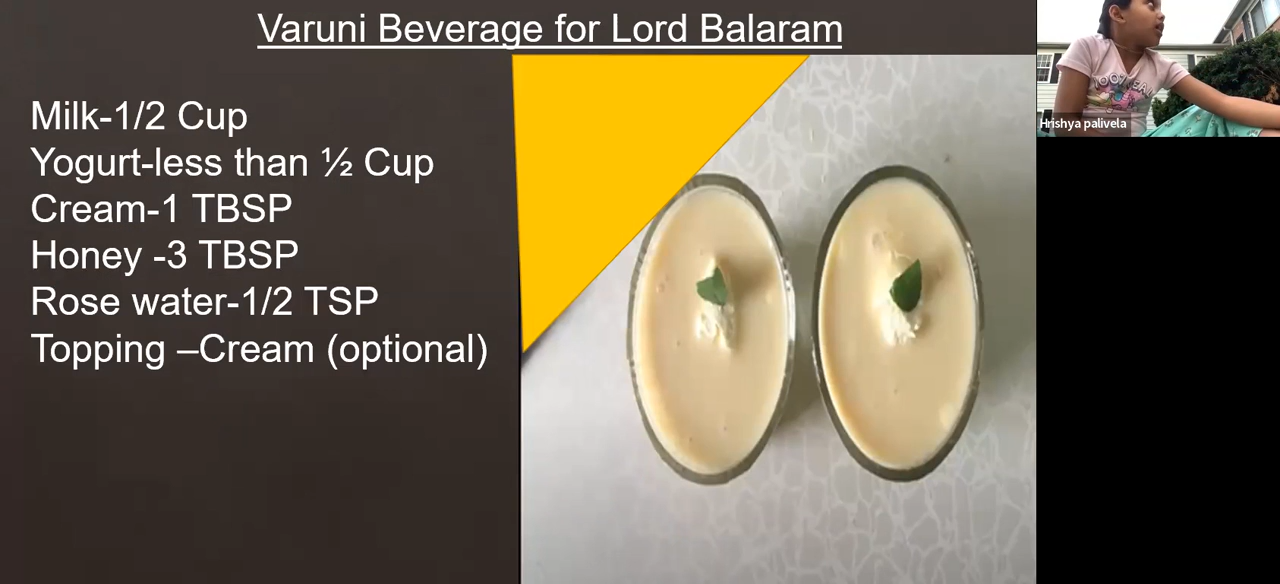 Varuni Beverage for Lord Balaram
Milk-1/2 Cup
Yogurt-less than ½ Cup
Cream-1 TBSP
Honey -3 TBSP
Rose water-1/2 TSP
Topping –Cream (optional)
Hrishya palivela